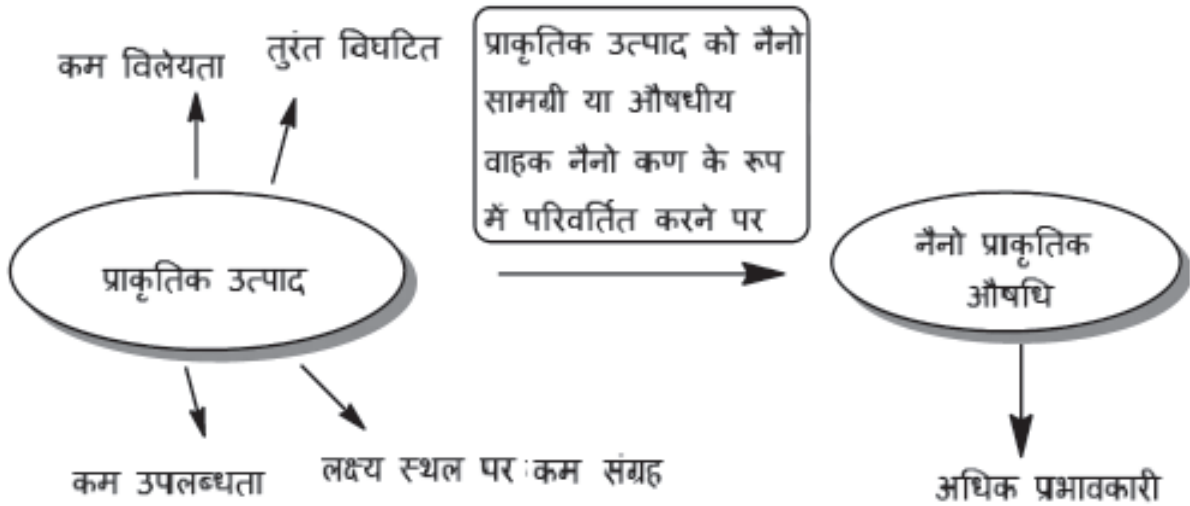 कम विलेयता
तुरंत विघटित
प्राकृतिक उत्पाद को नैनो
सामग्री या औषधीय
वाहक नैनो कण के रूप
में परिवर्तित करने पर
प्राकृतिक उत्पाद
नैनो प्राकृतिक
औषधि
कम उपलब्धता
लक्ष्य स्थल पर कम संग्रह
अधिक प्रभावकारी